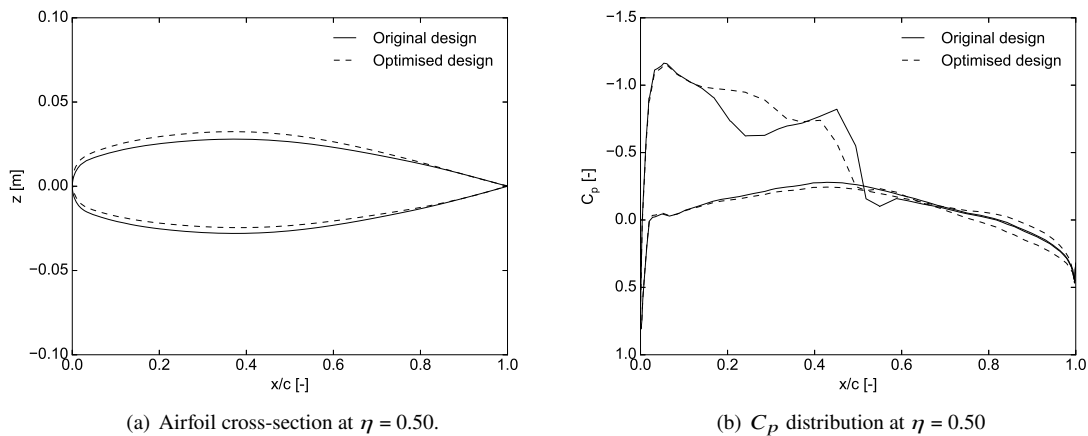 0.10
0.05
0.00
−0.05
−0.10
z [m]
0.0 0.2 0.4 0.6 0.8 1.0
x/c [-]
Original design
Optimised design
(a) Airfoil cross-section at η = 0.50.
−1.5
−1.0
−0.5
0.0
0.5
1.0
Cp [-]
0.0 0.2 0.4 0.6 0.8 1.0
x/c [-]
Original design
Optimised design
(b) CP distribution at η = 0.50